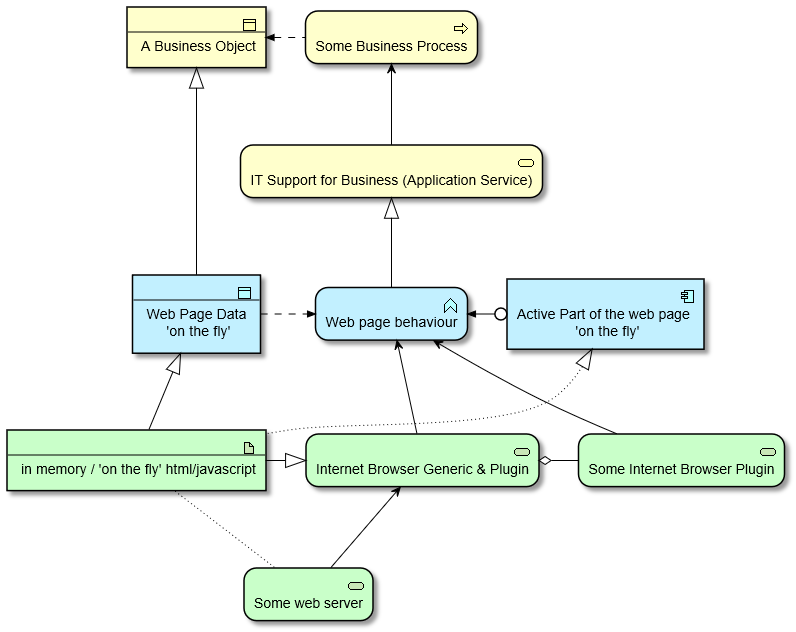 A Business Object
Some Business Process
IT Support for Business (Application Service)
Web Page Data
'on the fly'
Web page behaviour
Active Part of the web page
'on the fly'
in memory / 'on the fly' html/javascript
Internet Browser Generic & Plugin
Some Internet Browser Plugin
Some web server